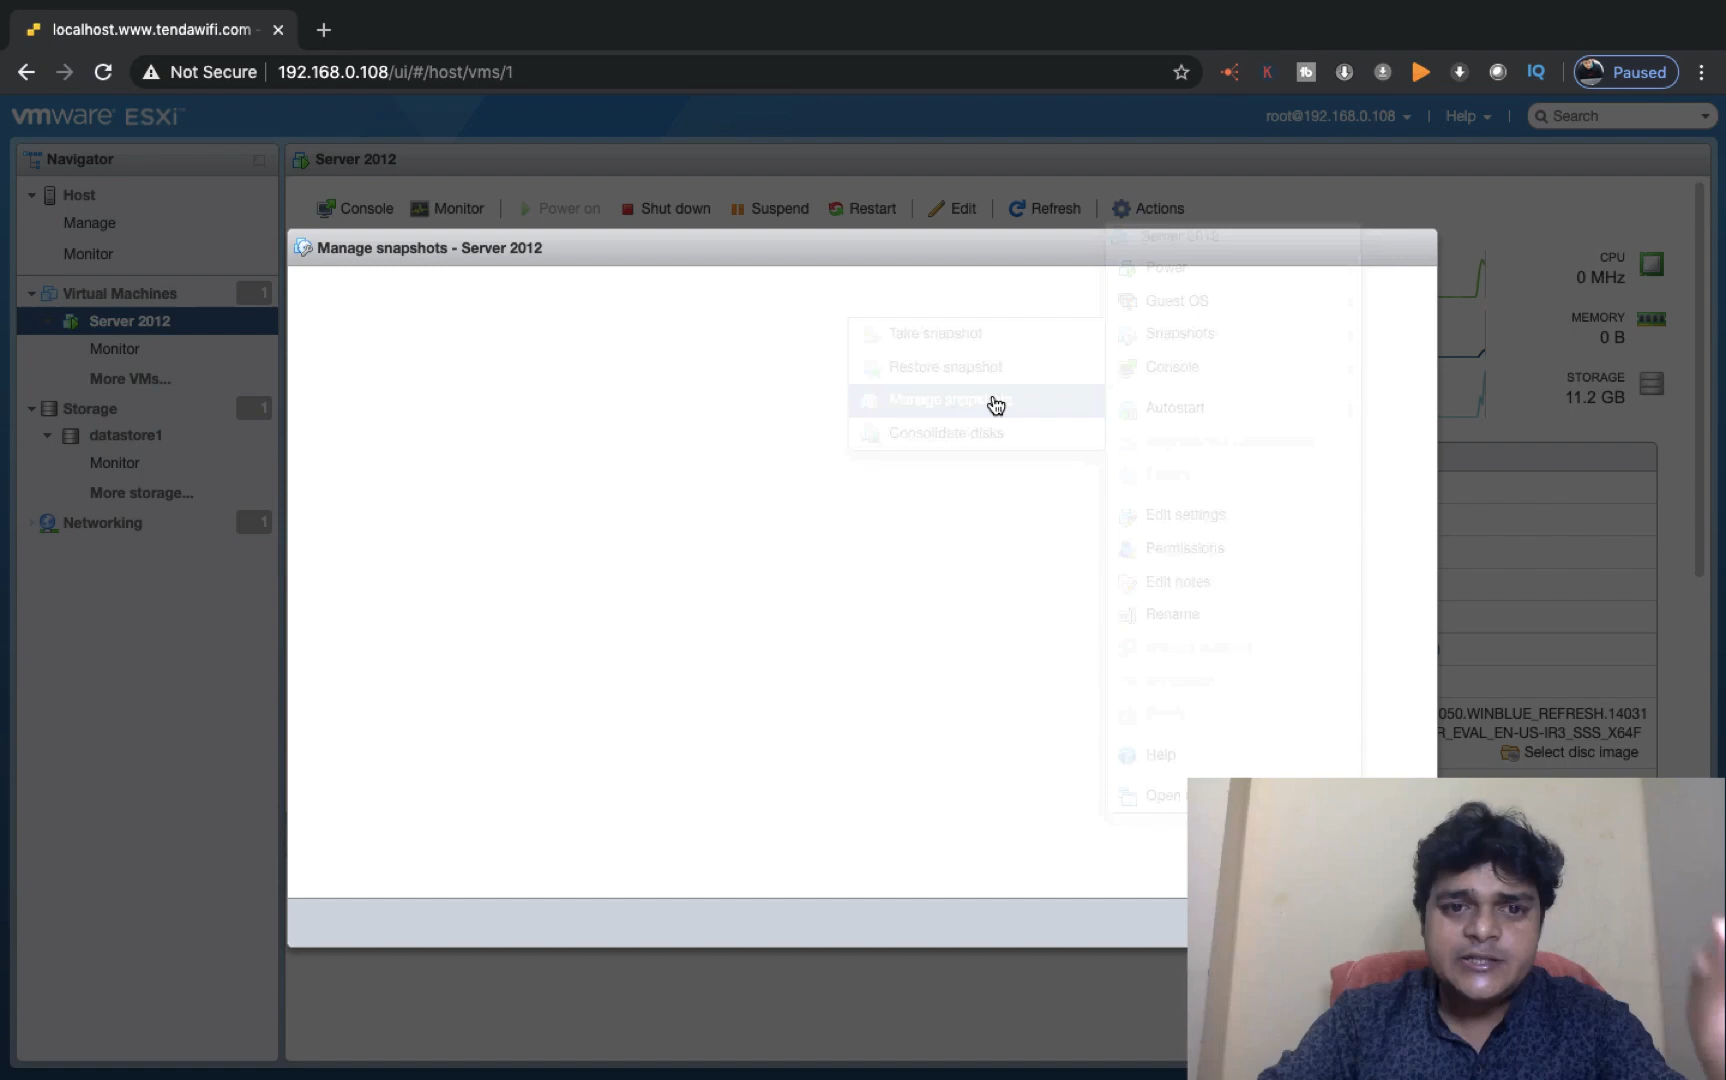 localhost.www.tendawifi.com -
Not Secure
192.168.0.108/ui/#/host/vms/1
K
tb
IQ
Paused
vmware ESXi
root@192.168.0.108
Help
Search
Navigator
Host
Manage
Monitor
Virtual Machines
1
Server 2012
Monitor
More VMs...
Storage
1
datastore1
Monitor
More storage...
Networking
1
Server 2012
Console
Monitor
Power on
Shut down
Suspend
Restart
Edit
Refresh
Actions
Manage snapshots - Server 2012
Server 2012
Power
Guest OS
Snapshots
Console
Autostart
Edit settings
Permissions
Edit notes
Rename
Help
Open
Take snapshot
Restore snapshot
Manage
Consolidate disks
CPU
0 MHz
MEMORY
0 B
STORAGE
11.2 GB
050.WINBLUE_REFRESH.14031
R_EVAL_EN-US-IR3_SSS_X64F
Select disc image